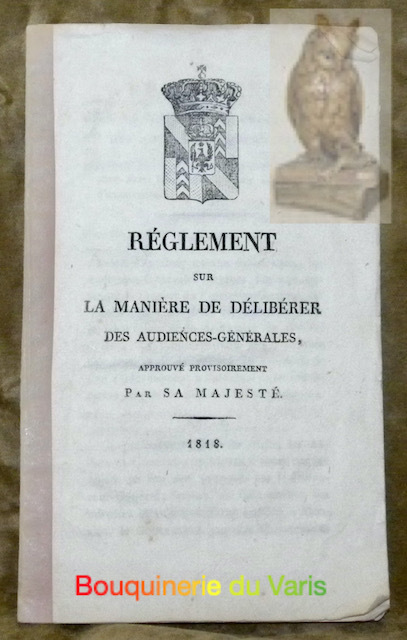 RÉGLEMENT
SUR
LA MANIÈRE DE DÉLIBÉRER
DES AUDIENCES-GÉNÉRALES,
APPROUVÉ PROVISOIREMENT
PAR SA MAJESTÉ.
1818.
Bouquinerie du Varis